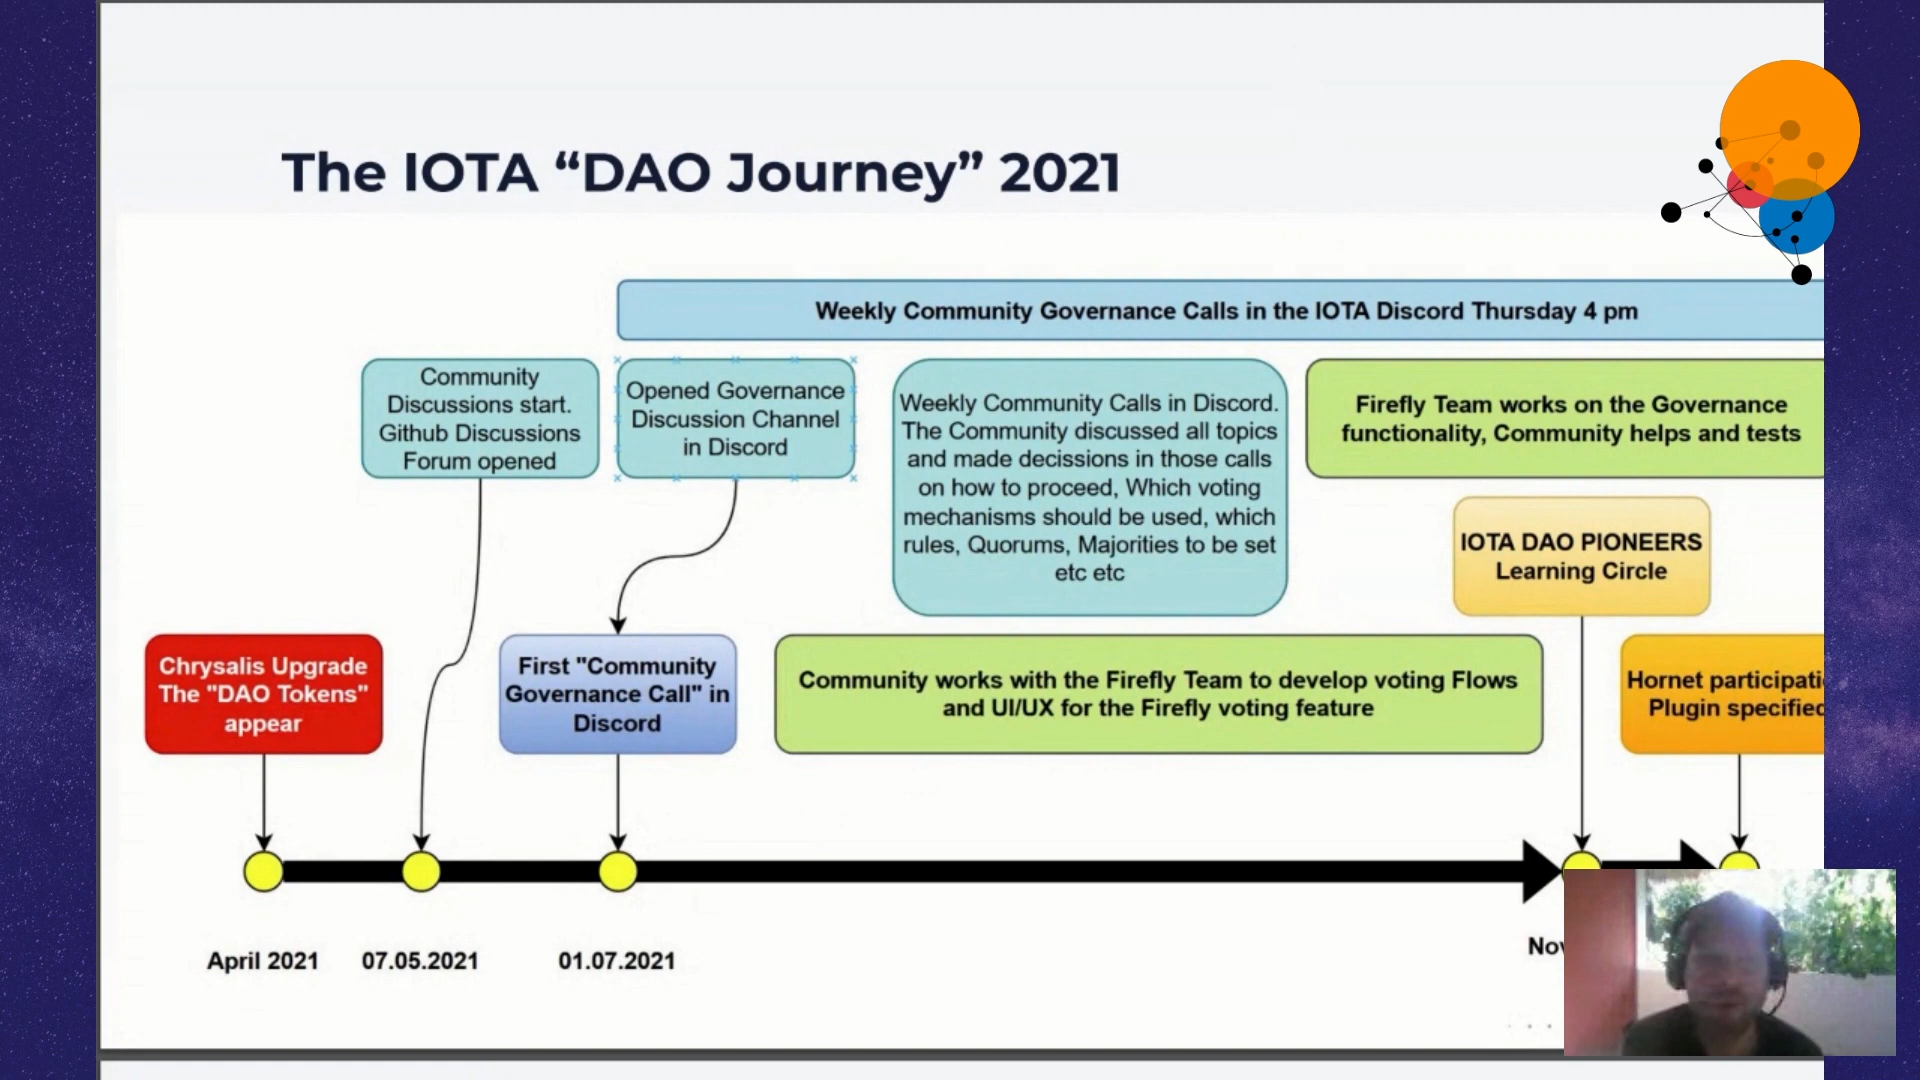 The IOTA “DAO Journey” 2021
Weekly Community Governance Calls in the IOTA Discord Thursday 4 pm
Community
Discussions start.
Github Discussions
Forum opened
Opened Governance
Discussion Channel
in Discord
Weekly Community Calls in Discord.
The Community discussed all topics
and made decissions in those calls
on how to proceed, Which voting
mechanisms should be used, which
rules, Quorums, Majorities to be set
etc etc
Firefly Team works on the Governance
functionality, Community helps and tests
IOTA DAO PIONEERS
Learning Circle
Chrysalis Upgrade
The "DAO Tokens"
appear
First "Community
Governance Call" in
Discord
Community works with the Firefly Team to develop voting Flows
and UI/UX for the Firefly voting feature
Hornet participati
Plugin specified
April 2021
07.05.2021
01.07.2021
Nov